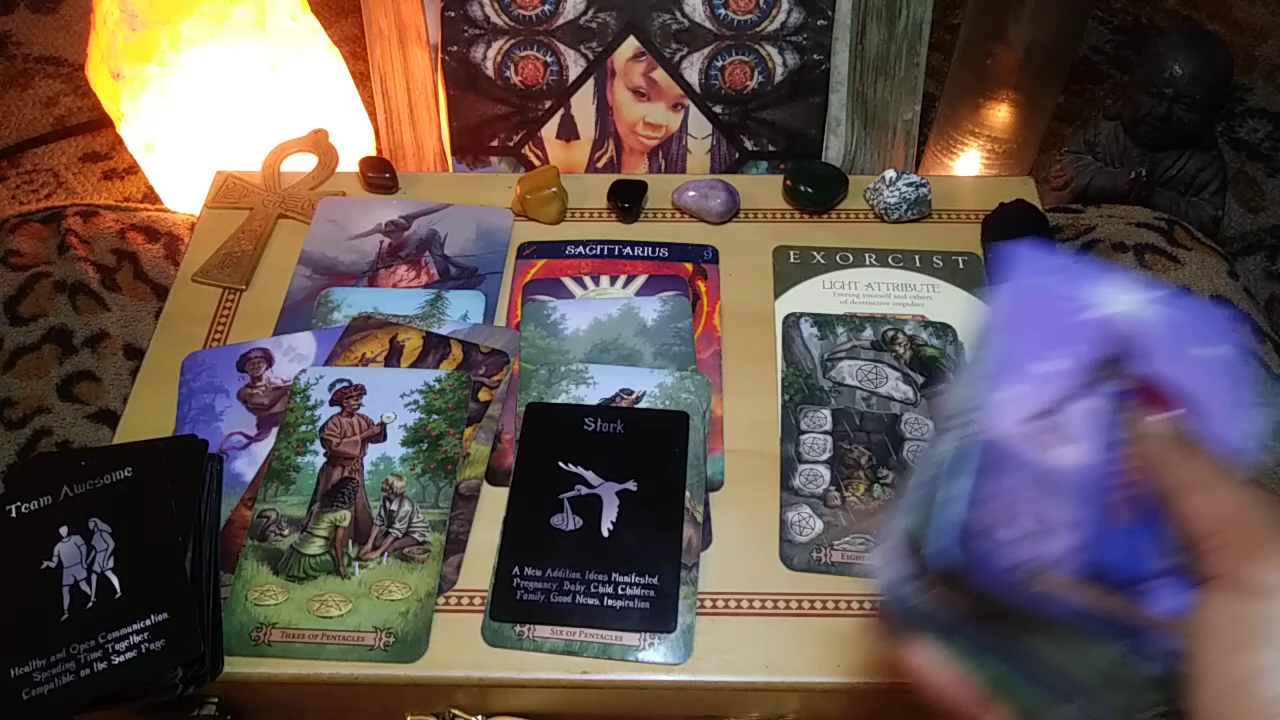 SAGITTARIUS
9
EXORCIST
LIGHT ATTRIBUTE
Freeing yourself and others
of destructive impulses
Stork
A New Addition, Ideas Manifested,
Pregnancy, Baby, Child, Children,
Family, Good News, Inspiration
SIX OF PENTACLES
Team Awesome
Healthy and Open Communication,
Spending Time Together,
Compatible, on the Same Page
THREE OF PENTACLES
EIGHT